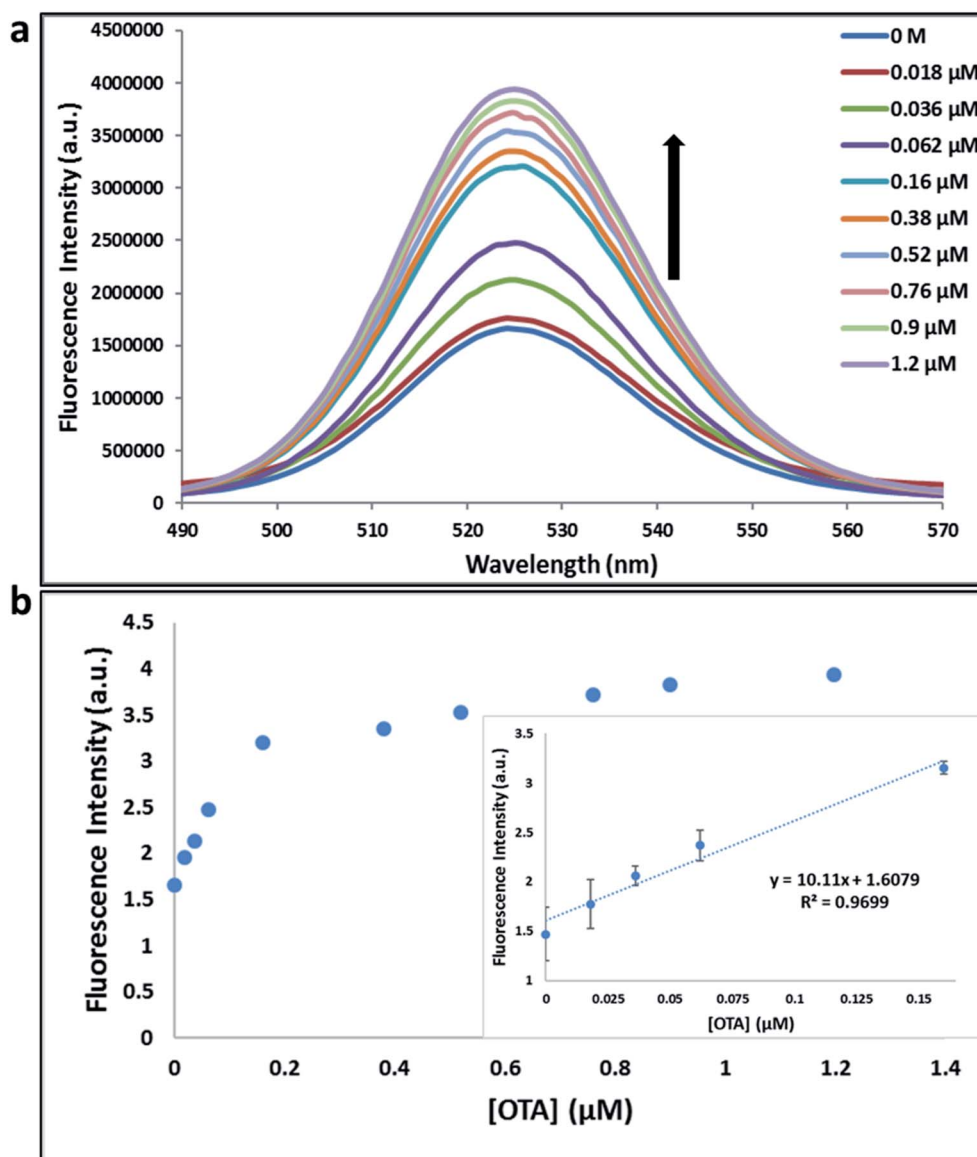 a
4500000
4000000
3500000
3000000
2500000
2000000
1500000
1000000
500000
0
Fluorescence Intensity (a.u.)
490 500 510 520 530 540 550 560 570
Wavelength (nm)
0 M
0.018 μM
0.036 μM
0.062 μM
0.16 μM
0.38 μM
0.52 μM
0.76 μM
0.9 μM
1.2 μM
b
4.5
4
3.5
3
2.5
2
1.5
1
0.5
0
Fluorescence Intensity (a.u.)
0 0.2 0.4 0.6 0.8 1 1.2 1.4
[OTA] (μM)
3.5
3
2.5
2
1.5
1
Fluorescence Intensity (a.u.)
y = 10.11x + 1.6079
R² = 0.9699
0 0.025 0.05 0.075 0.1 0.125 0.15
[OTA] (μM)